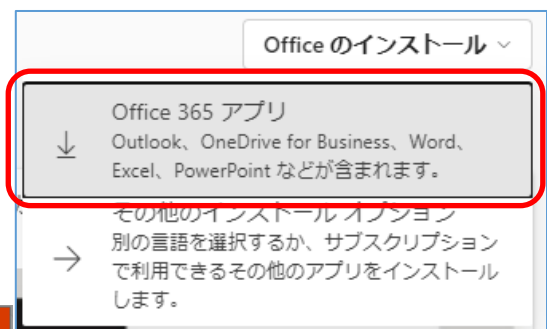 Office のインストール
Office 365 アプリ
Outlook、OneDrive for Business、Word、
Excel、PowerPoint などが含まれます。
その他のインストール オプション
別の言語を選択するか、サブスクリプション
で利用できるその他のアプリをインストール
します。